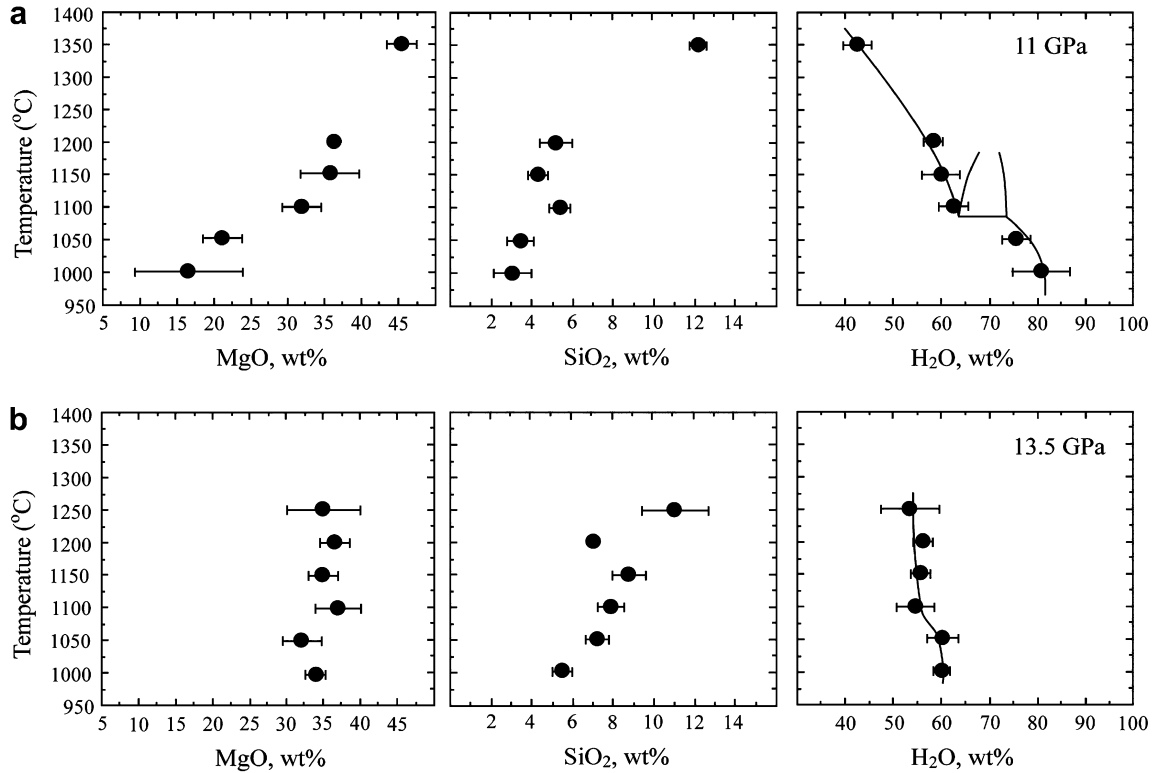 a
11 GPa
Temperature (°C)
1400
1350
1300
1250
1200
1150
1100
1050
1000
950
5 10 15 20 25 30 35 40 45
2 4 6 8 10 12 14
40 50 60 70 80 90 100
MgO, wt%
SiO₂, wt%
H₂O, wt%
b
13.5 GPa
Temperature (°C)
1400
1350
1300
1250
1200
1150
1100
1050
1000
950
5 10 15 20 25 30 35 40 45
2 4 6 8 10 12 14
40 50 60 70 80 90 100
MgO, wt%
SiO₂, wt%
H₂O, wt%